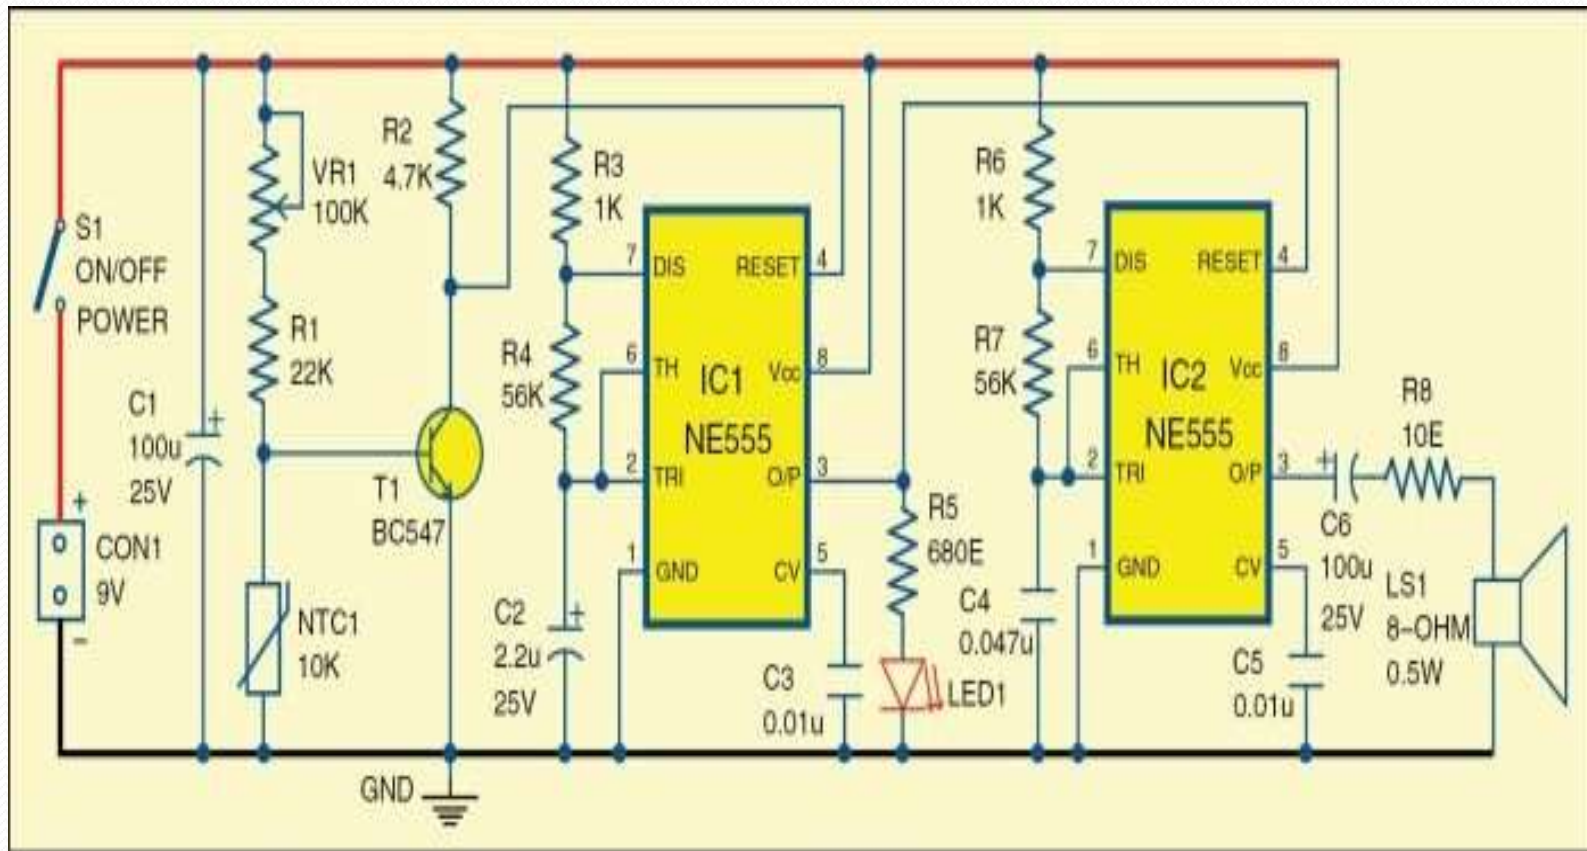 S1
ON/OFF
POWER
+
CON1
9V
–
C1
100u
25V
+
VR1
100K
R1
22K
NTC1
10K
R2
4.7K
T1
BC547
GND
R3
1K
R4
56K
C2
2.2u
25V
+
7
6
2
1
DIS
TH
TRI
GND
IC1
NE555
RESET
Vcc
O/P
CV
4
8
3
5
C3
0.01u
R5
680E
LED1
R6
1K
R7
56K
C4
0.047u
7
6
2
1
DIS
TH
TRI
GND
IC2
NE555
RESET
Vcc
O/P
CV
4
8
3
5
+
C6
100u
25V
C5
0.01u
R8
10E
LS1
8–OHM
0.5W